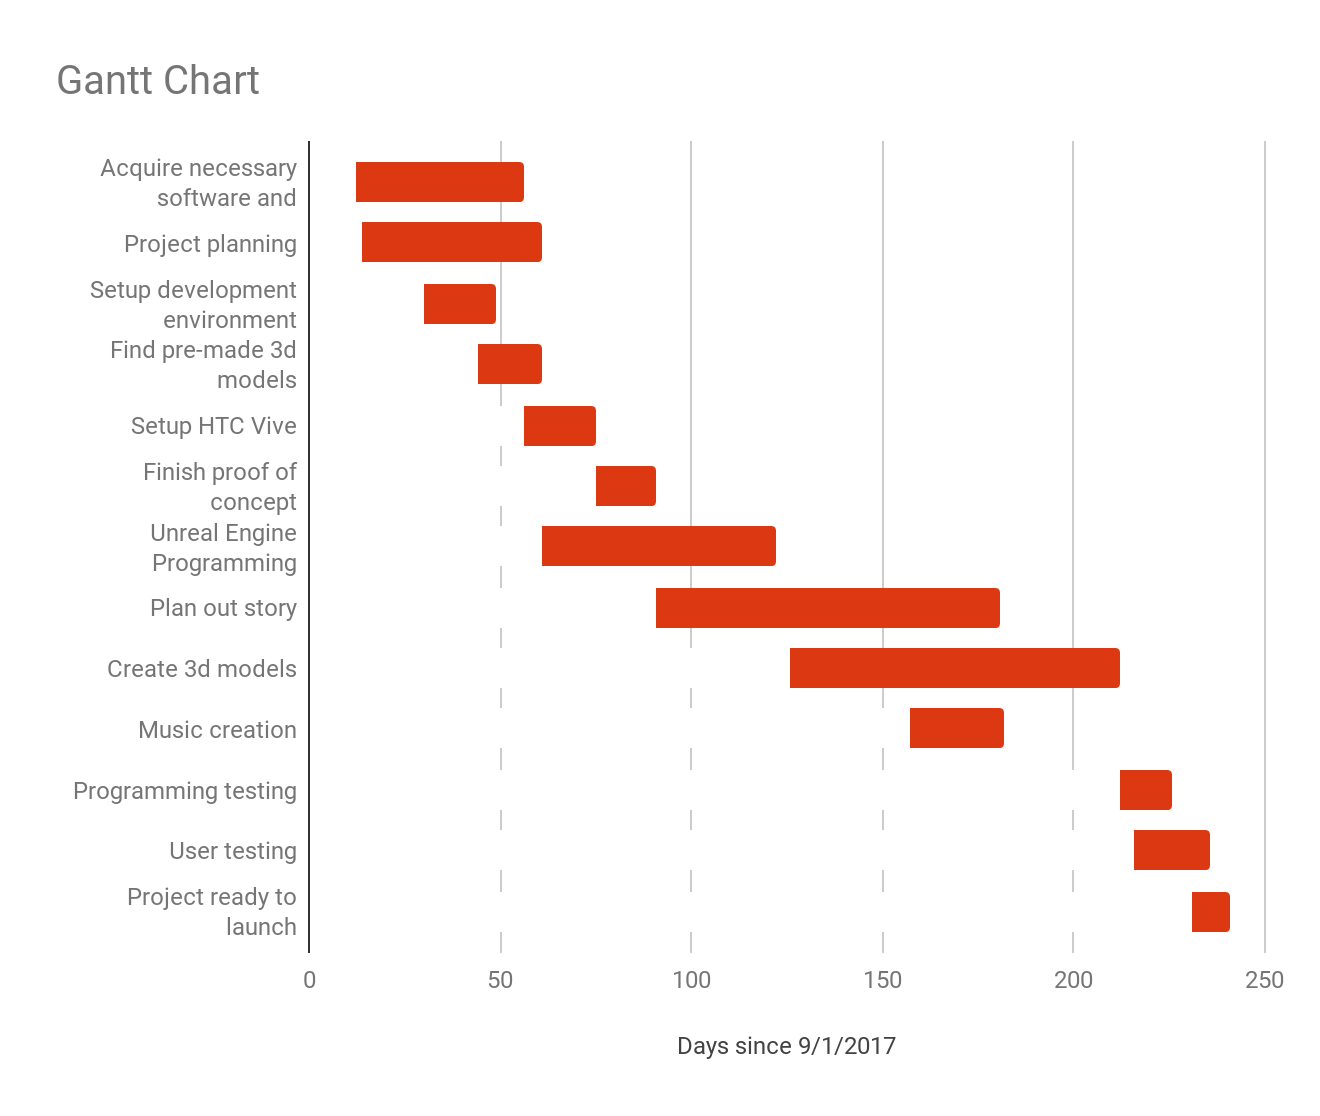 Gantt Chart
Acquire necessary
software and
Project planning
Setup development
environment
Find pre-made 3d
models
Setup HTC Vive
Finish proof of
concept
Unreal Engine
Programming
Plan out story
Create 3d models
Music creation
Programming testing
User testing
Project ready to
launch
0 50 100 150 200 250
Days since 9/1/2017